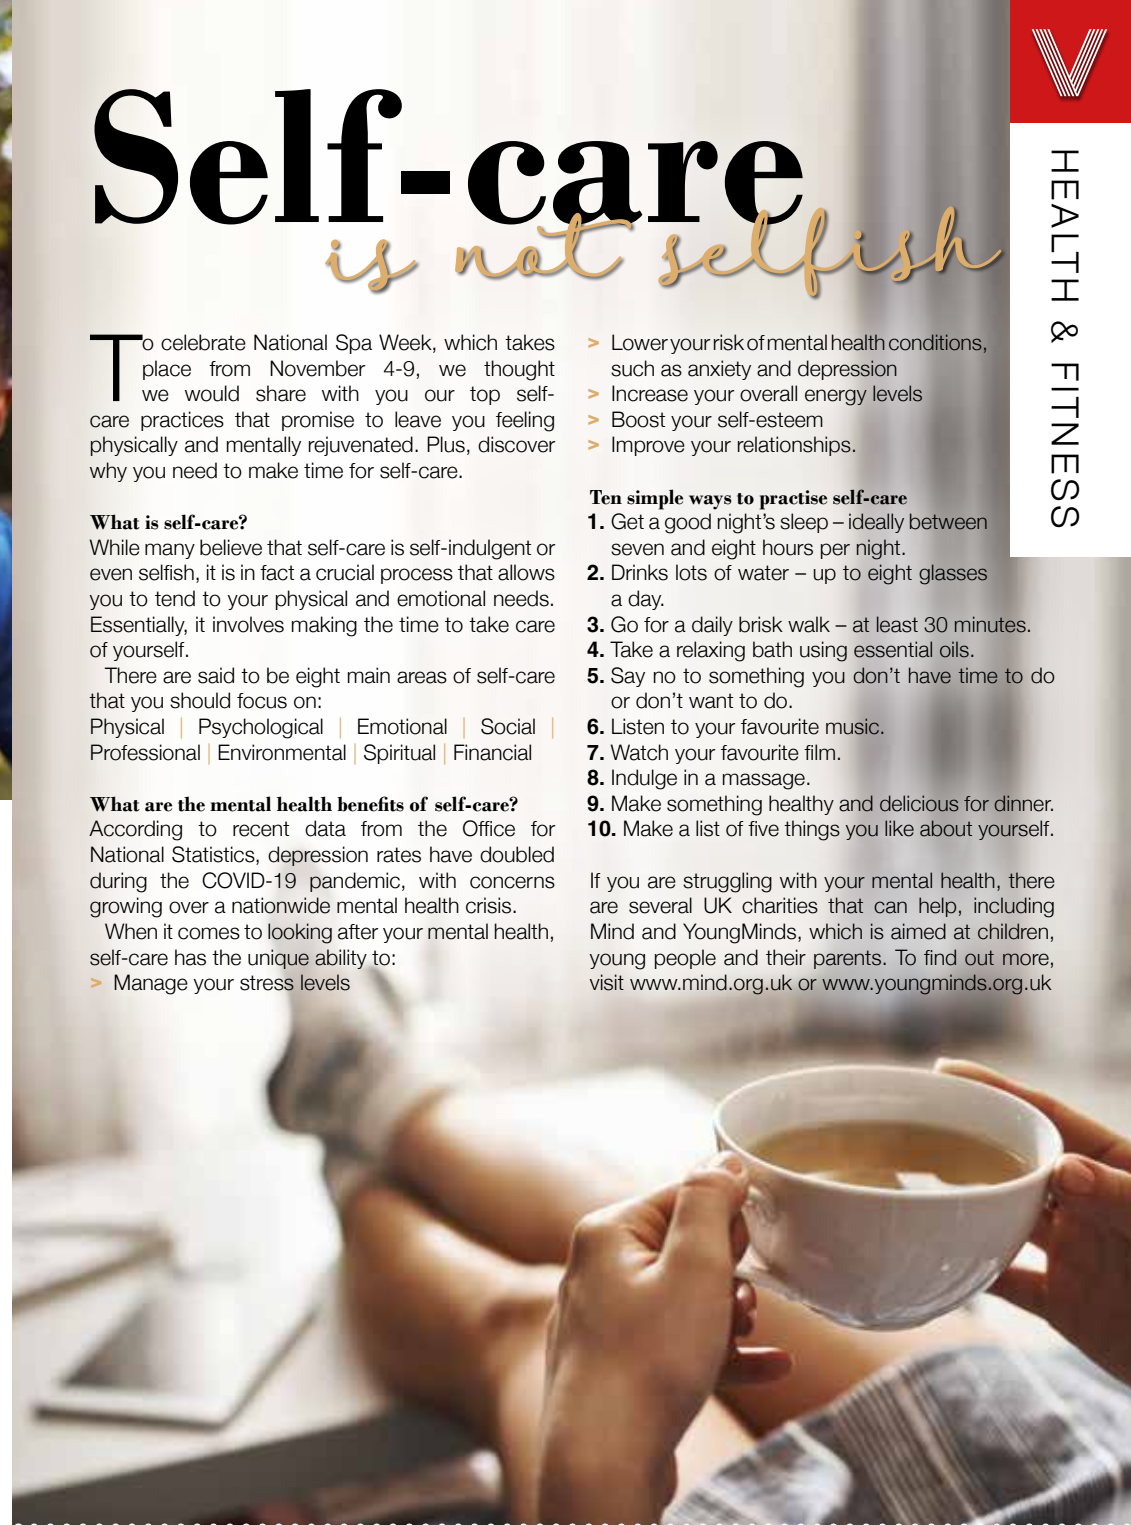 Self-care
is not selfish
HEALTH & FITNESS
To celebrate National Spa Week, which takes
place from November 4-9, we thought
we would share with you our top self-
care practices that promise to leave you feeling
physically and mentally rejuvenated. Plus, discover
why you need to make time for self-care.
What is self-care?
While many believe that self-care is self-indulgent or
even selfish, it is in fact a crucial process that allows
you to tend to your physical and emotional needs.
Essentially, it involves making the time to take care
of yourself.
There are said to be eight main areas of self-care
that you should focus on:
Physical | Psychological | Emotional | Social |
Professional | Environmental | Spiritual | Financial
What are the mental health benefits of self-care?
According to recent data from the Office for
National Statistics, depression rates have doubled
during the COVID-19 pandemic, with concerns
growing over a nationwide mental health crisis.
When it comes to looking after your mental health,
self-care has the unique ability to:
> Manage your stress levels
> Lower your risk of mental health conditions,
such as anxiety and depression
> Increase your overall energy levels
> Boost your self-esteem
> Improve your relationships.
Ten simple ways to practise self-care
1. Get a good night's sleep – ideally between
seven and eight hours per night.
2. Drinks lots of water – up to eight glasses
a day.
3. Go for a daily brisk walk – at least 30 minutes.
4. Take a relaxing bath using essential oils.
5. Say no to something you don't have time to do
or don't want to do.
6. Listen to your favourite music.
7. Watch your favourite film.
8. Indulge in a massage.
9. Make something healthy and delicious for dinner.
10. Make a list of five things you like about yourself.
If you are struggling with your mental health, there
are several UK charities that can help, including
Mind and YoungMinds, which is aimed at children,
young people and their parents. To find out more,
visit www.mind.org.uk or www.youngminds.org.uk
V